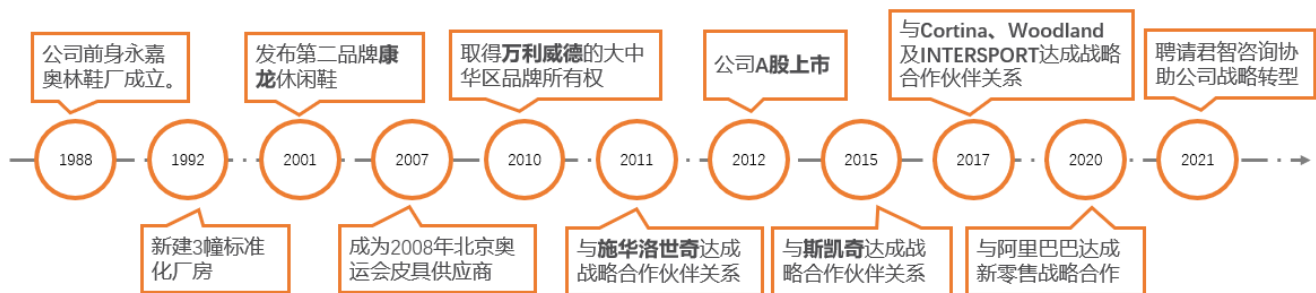 公司前身永嘉
奥林鞋厂成立。
发布第二品牌康
龙休闲鞋
取得万利威德的大中
华区品牌所有权
公司A股上市
与Cortina、Woodland
及INTERSPORT达成战略
合作伙伴关系
聘请君智咨询协
助公司战略转型
1988
1992
2001
2007
2010
2011
2012
2015
2017
2020
2021
新建3幢标准
化厂房
成为2008年北京奥
运会皮具供应商
与施华洛世奇达成
战略合作伙伴关系
与斯凯奇达成战
略合作伙伴关系
与阿里巴巴达成
新零售战略合作